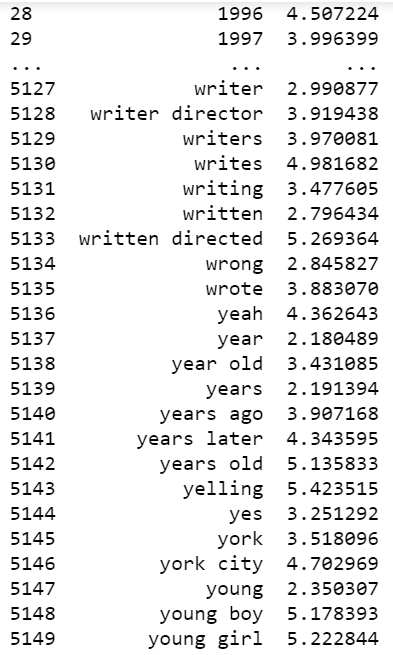 28 1996 4.507224
29 1997 3.996399
... ... ...
5127 writer 2.990877
5128 writer director 3.919438
5129 writers 3.970081
5130 writes 4.981682
5131 writing 3.477605
5132 written 2.796434
5133 written directed 5.269364
5134 wrong 2.845827
5135 wrote 3.883070
5136 yeah 4.362643
5137 year 2.180489
5138 year old 3.431085
5139 years 2.191394
5140 years ago 3.907168
5141 years later 4.343595
5142 years old 5.135833
5143 yelling 5.423515
5144 yes 3.251292
5145 york 3.518096
5146 york city 4.702969
5147 young 2.350307
5148 young boy 5.178393
5149 young girl 5.222844